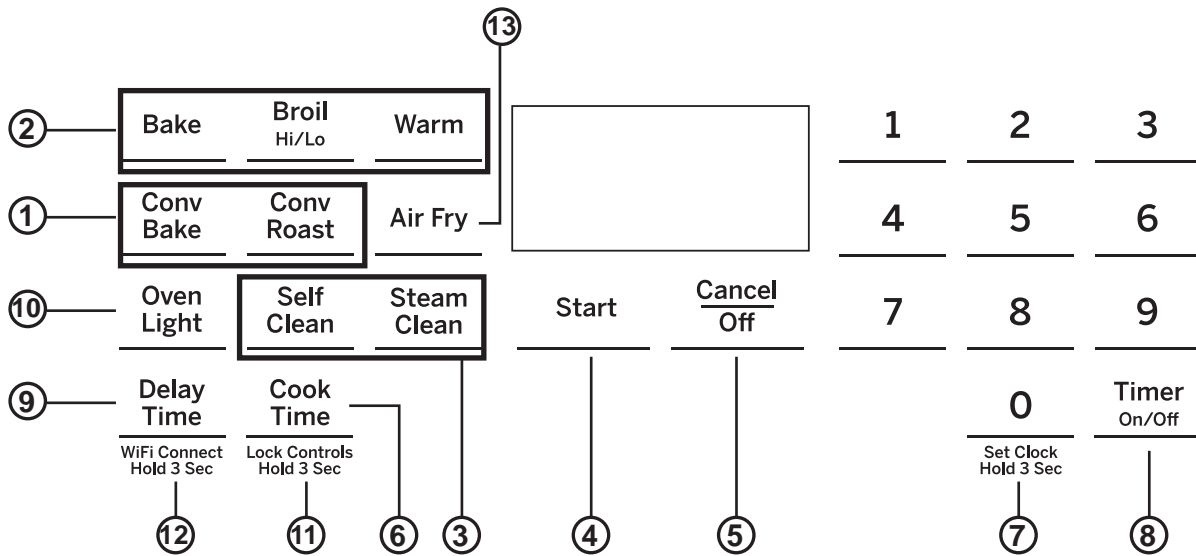 13
2
Bake
Broil
Hi/Lo
Warm
1 2 3
1
Conv
Bake
Conv
Roast
Air Fry
4 5 6
10
Oven
Light
Self
Clean
Steam
Clean
Start
Cancel
Off
7 8 9
9
Delay
Time
WiFi Connect
Hold 3 Sec
Cook
Time
Lock Controls
Hold 3 Sec
0
Set Clock
Hold 3 Sec
Timer
On/Off
12 11 6 3 4 5 7 8